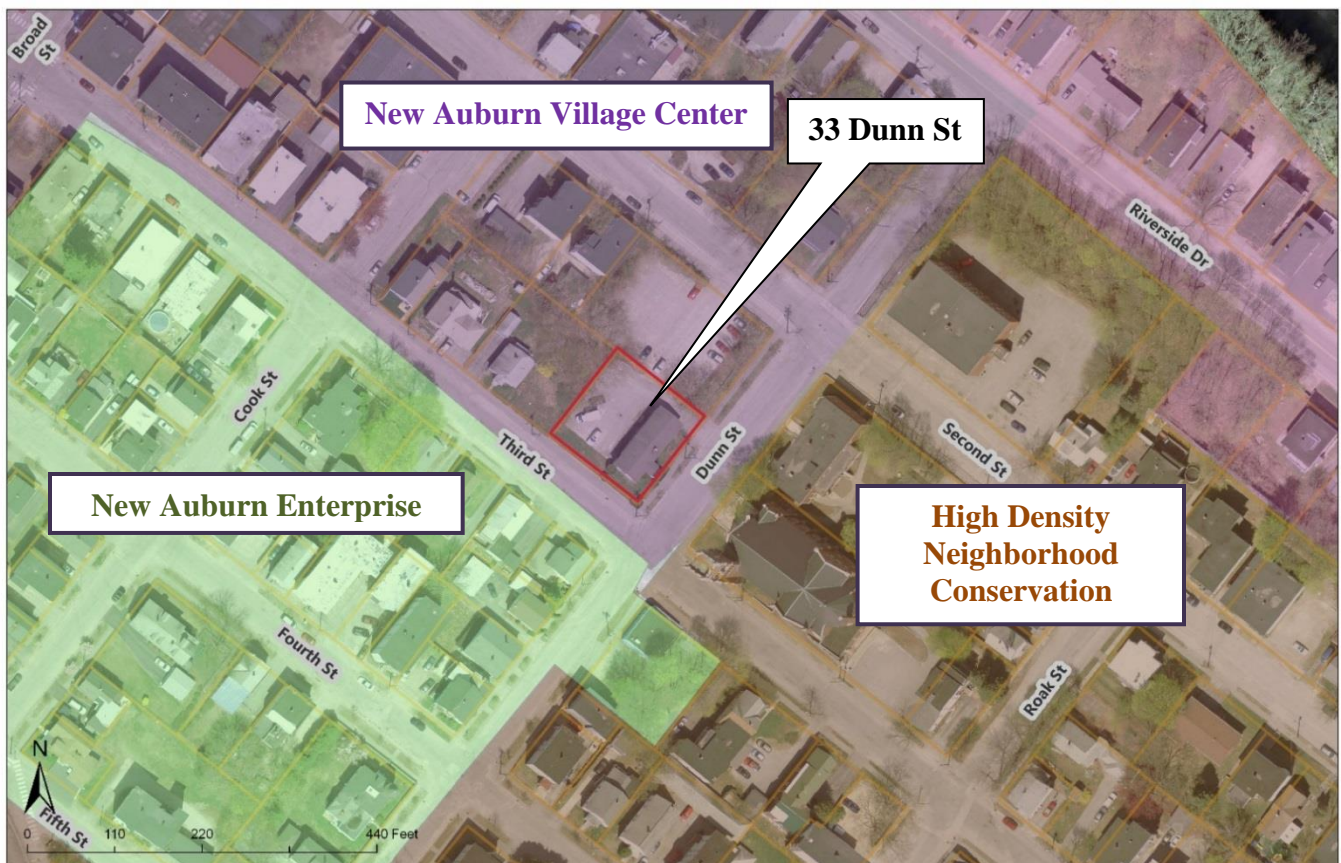 Broad
St
New Auburn Village Center
33 Dunn St
Riverside Dr
Cook St
Third St
Dunn St
Second St
New Auburn Enterprise
High Density
Neighborhood
Conservation
Fourth St
Roak St
N
Fifth St
0 110 220 440 Feet